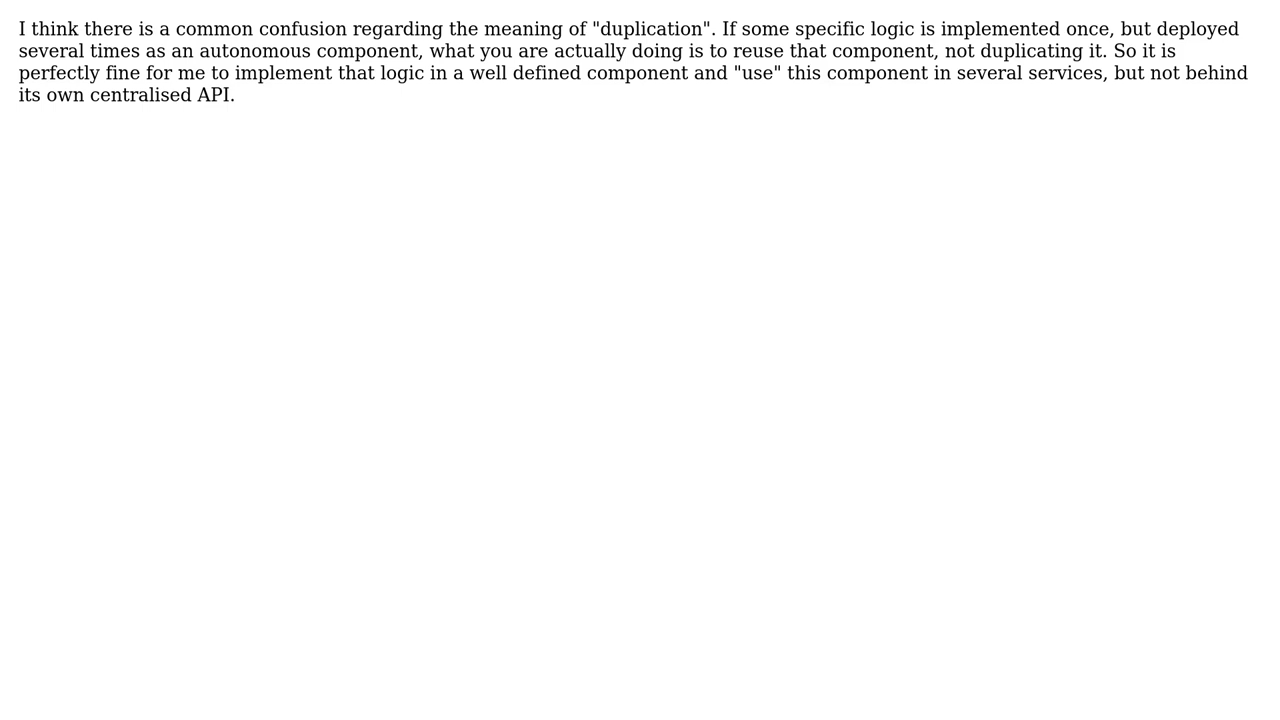 I think there is a common confusion regarding the meaning of "duplication". If some specific logic is implemented once, but deployed
several times as an autonomous component, what you are actually doing is to reuse that component, not duplicating it. So it is
perfectly fine for me to implement that logic in a well defined component and "use" this component in several services, but not behind
its own centralised API.